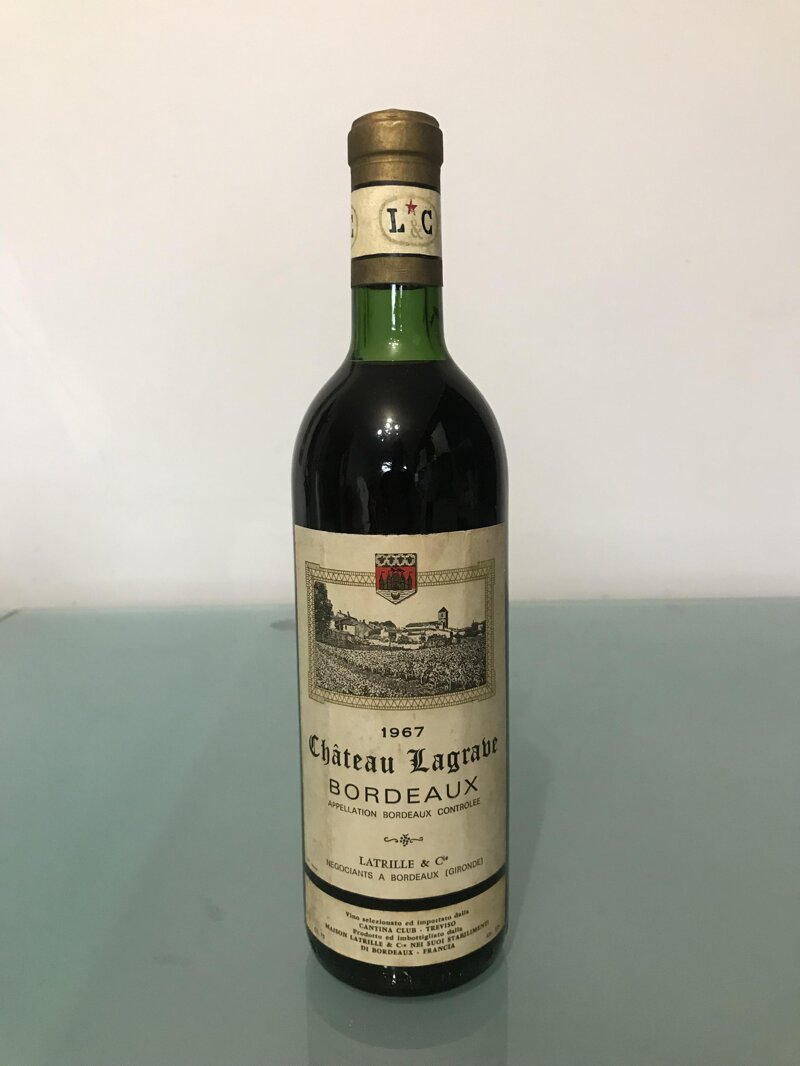 L & C
1967
Château Lagrave
BORDEAUX
APPELLATION BORDEAUX CONTROLEE
LATRILLE & Cie
NEGOCIANTS A BORDEAUX (GIRONDE)
Vino selezionato ed importato dalla
CANTINA CLUB - TREVISO
Prodotto ed imbottigliato dalla
MAISON LATRILLE & C.ie NEI SUOI STABILIMENTI
DI BORDEAUX - FRANCIA